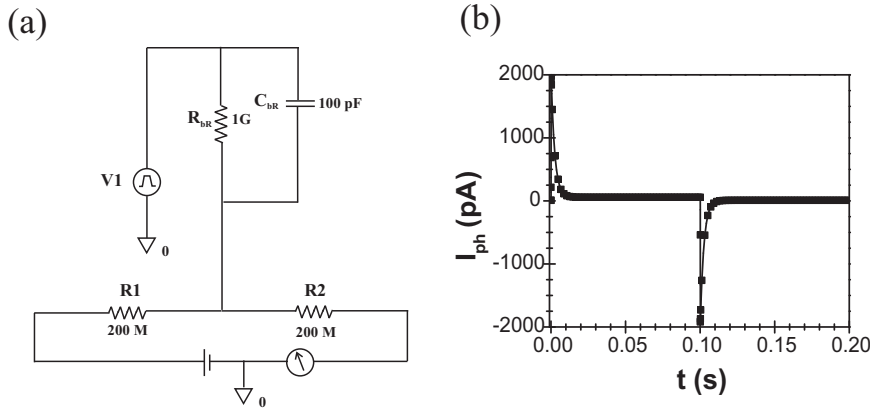 (a)
R_bR
1G
C_bR
100 pF
V1
0
R1
200 M
R2
200 M
0
(b)
2000
1000
0
-1000
-2000
I_ph (pA)
0.00 0.05 0.10 0.15 0.20
t (s)